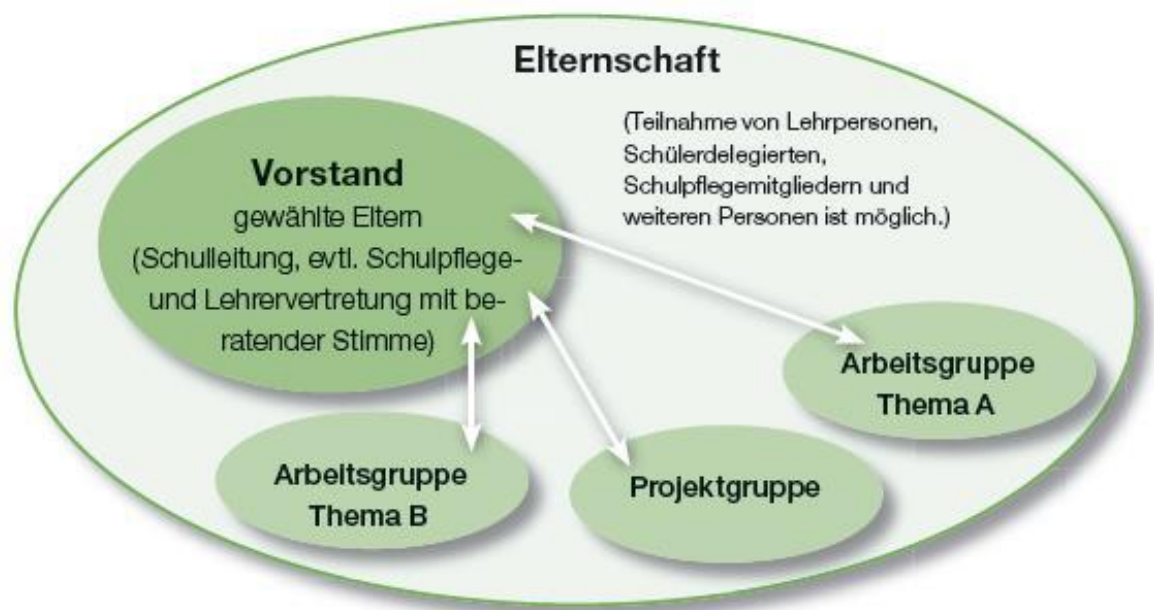 Elternschaft
(Teilnahme von Lehrpersonen,
Schülerdelegierten,
Schulpflegemitgliedern und
weiteren Personen ist möglich.)
Vorstand
gewählte Eltern
(Schulleitung, evtl. Schulpflege-
und Lehrervertretung mit be-
ratender Stimme)
Arbeitsgruppe
Thema A
Arbeitsgruppe
Thema B
Projektgruppe